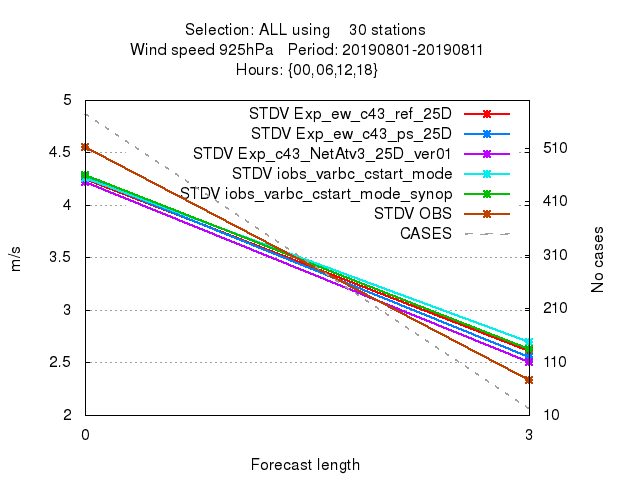 Selection: ALL using 30 stations
Wind speed 925hPa Period: 20190801-20190811
Hours: {00,06,12,18}
STDV Exp_ew_c43_ref_25D
STDV Exp_ew_c43_ps_25D
STDV Exp_c43_NetAtv3_25D_ver01
STDV iobs_varbc_cstart_mode
STDV iobs_varbc_cstart_mode_synop
STDV OBS
CASES
5
4.5
4
3.5
3
2.5
2
m/s
510
410
310
210
110
10
No cases
0 3
Forecast length